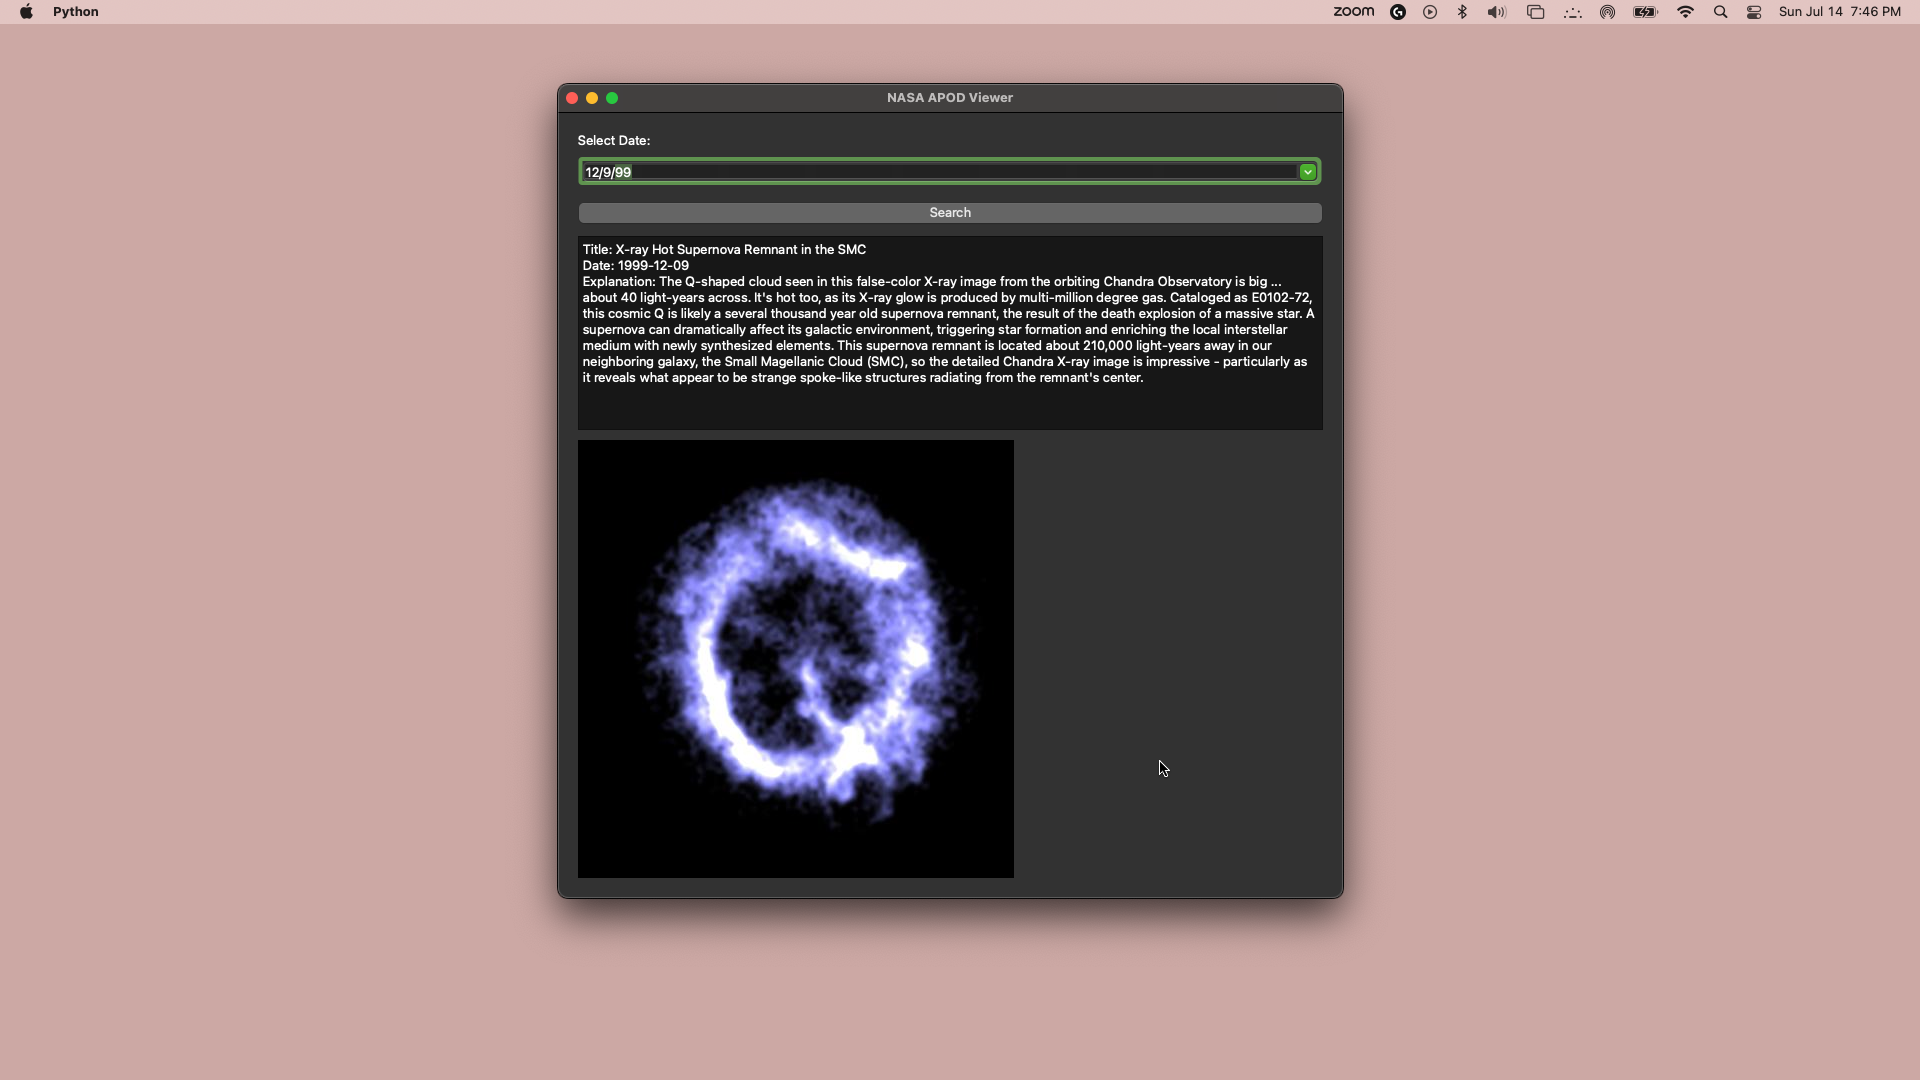 Python
zoom
Sun Jul 14 7:46 PM
NASA APOD Viewer
Select Date:
12/9/99
Search
Title: X-ray Hot Supernova Remnant in the SMC
Date: 1999-12-09
Explanation: The Q-shaped cloud seen in this false-color X-ray image from the orbiting Chandra Observatory is big ...
about 40 light-years across. It's hot too, as its X-ray glow is produced by multi-million degree gas. Cataloged as E0102-72,
this cosmic Q is likely a several thousand year old supernova remnant, the result of the death explosion of a massive star. A
supernova can dramatically affect its galactic environment, triggering star formation and enriching the local interstellar
medium with newly synthesized elements. This supernova remnant is located about 210,000 light-years away in our
neighboring galaxy, the Small Magellanic Cloud (SMC), so the detailed Chandra X-ray image is impressive - particularly as
it reveals what appear to be strange spoke-like structures radiating from the remnant's center.